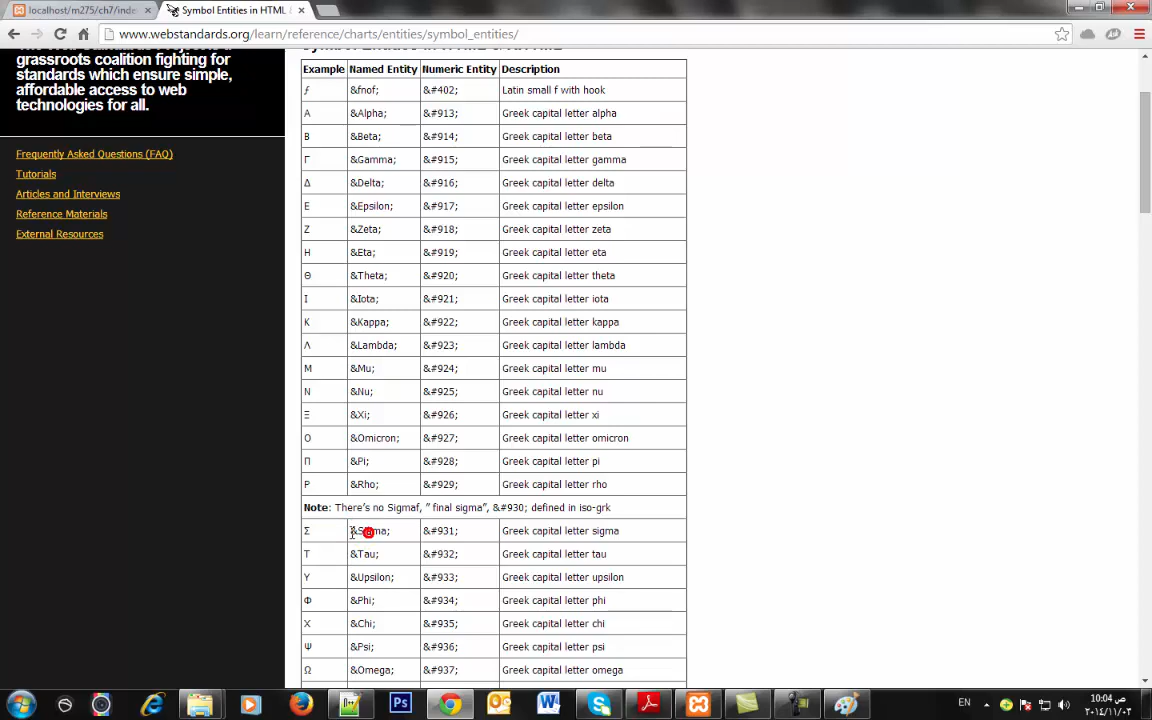 localhost/m275/ch7/inde
Symbol Entities in HTML
www.webstandards.org/learn/reference/charts/entities/symbol_entities/
grassroots coalition fighting for
standards which ensure simple,
affordable access to web
technologies for all.
Frequently Asked Questions (FAQ)
Tutorials
Articles and Interviews
Reference Materials
External Resources
Example Named Entity Numeric Entity Description
ƒ &fnof; &#402; Latin small f with hook
Α &Alpha; &#913; Greek capital letter alpha
Β &Beta; &#914; Greek capital letter beta
Γ &Gamma; &#915; Greek capital letter gamma
Δ &Delta; &#916; Greek capital letter delta
Ε &Epsilon; &#917; Greek capital letter epsilon
Ζ &Zeta; &#918; Greek capital letter zeta
Η &Eta; &#919; Greek capital letter eta
Θ &Theta; &#920; Greek capital letter theta
Ι &Iota; &#921; Greek capital letter iota
Κ &Kappa; &#922; Greek capital letter kappa
Λ &Lambda; &#923; Greek capital letter lambda
Μ &Mu; &#924; Greek capital letter mu
Ν &Nu; &#925; Greek capital letter nu
Ξ &Xi; &#926; Greek capital letter xi
Ο &Omicron; &#927; Greek capital letter omicron
Π &Pi; &#928; Greek capital letter pi
Ρ &Rho; &#929; Greek capital letter rho
Note: There's no Sigmaf, ” final sigma”, &#930; defined in iso-grk
Σ &Sigma; &#931; Greek capital letter sigma
Τ &Tau; &#932; Greek capital letter tau
Υ &Upsilon; &#933; Greek capital letter upsilon
Φ &Phi; &#934; Greek capital letter phi
Χ &Chi; &#935; Greek capital letter chi
Ψ &Psi; &#936; Greek capital letter psi
Ω &Omega; &#937; Greek capital letter omega
Ps
EN
10:04 ص
٢٠١٤/١١/٠٣